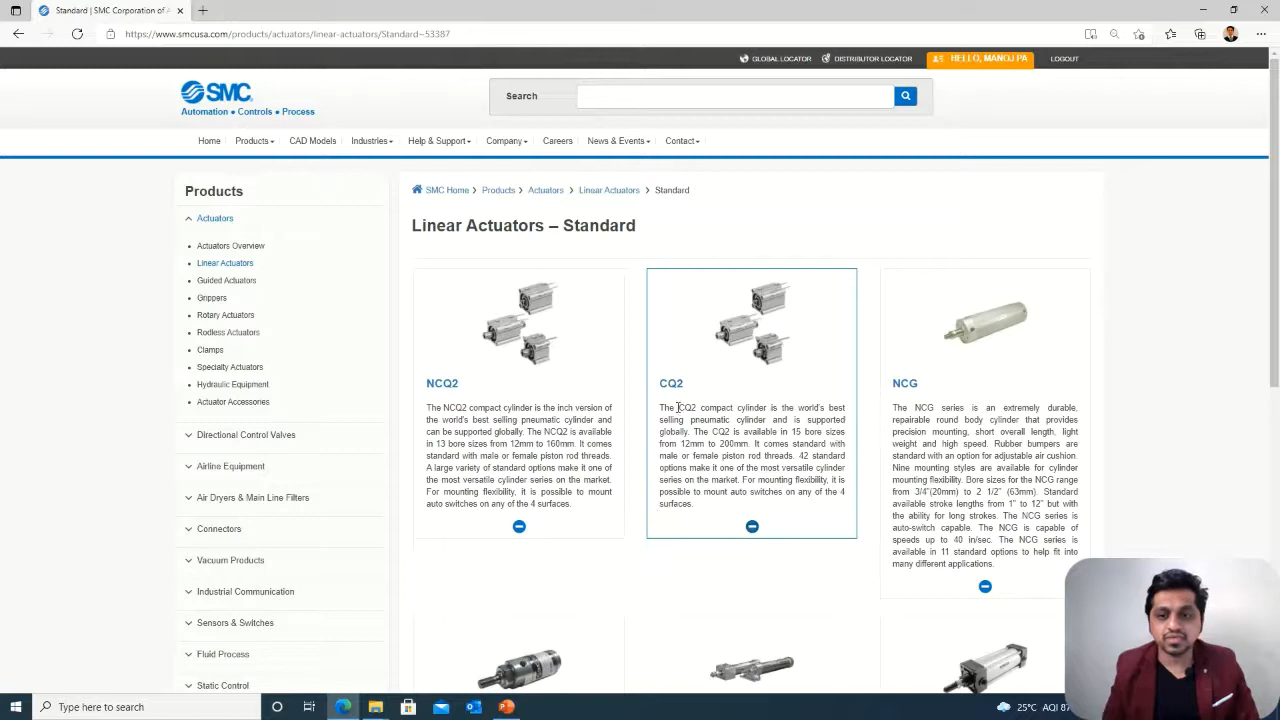 Standard | SMC Corporation of A
https://www.smcusa.com/products/actuators/linear-actuators/Standard~53387
GLOBAL LOCATOR
DISTRIBUTOR LOCATOR
HELLO, MANOJ PA
LOGOUT
SMC.
Automation ● Controls ● Process
Search
Home
Products
CAD Models
Industries
Help & Support
Company
Careers
News & Events
Contact
Products
Actuators
Actuators Overview
Linear Actuators
Guided Actuators
Grippers
Rotary Actuators
Rodless Actuators
Clamps
Specialty Actuators
Hydraulic Equipment
Actuator Accessories
Directional Control Valves
Airline Equipment
Air Dryers & Main Line Filters
Connectors
Vacuum Products
Industrial Communication
Sensors & Switches
Fluid Process
Static Control
SMC Home ❯ Products ❯ Actuators ❯ Linear Actuators ❯ Standard
Linear Actuators – Standard
NCQ2
The NCQ2 compact cylinder is the inch version of
the world's best selling pneumatic cylinder and
can be supported globally. The NCQ2 is available
in 13 bore sizes from 12mm to 160mm. It comes
standard with male or female piston rod threads.
A large variety of standard options make it one of
the most versatile cylinder series on the market.
For mounting flexibility, it is possible to mount
auto switches on any of the 4 surfaces.
CQ2
The CQ2 compact cylinder is the world's best
selling pneumatic cylinder and is supported
globally. The CQ2 is available in 15 bore sizes
from 12mm to 200mm. It comes standard with
male or female piston rod threads. 42 standard
options make it one of the most versatile cylinder
series on the market. For mounting flexibility, it is
possible to mount auto switches on any of the 4
surfaces.
NCG
The NCG series is an extremely durable,
repairable round body cylinder that provides
precision mounting, short overall length, light
weight and high speed. Rubber bumpers are
standard with an option for adjustable air cushion.
Nine mounting styles are available for cylinder
mounting flexibility. Bore sizes for the NCG range
from 3/4"(20mm) to 2 1/2" (63mm). Standard
available stroke lengths from 1" to 12" but with
the ability for long strokes. The NCG series is
auto-switch capable. The NCG is capable of
speeds up to 40 in/sec. The NCG series is
available in 11 standard options to help fit into
many different applications.
Type here to search
25°C AQI 87